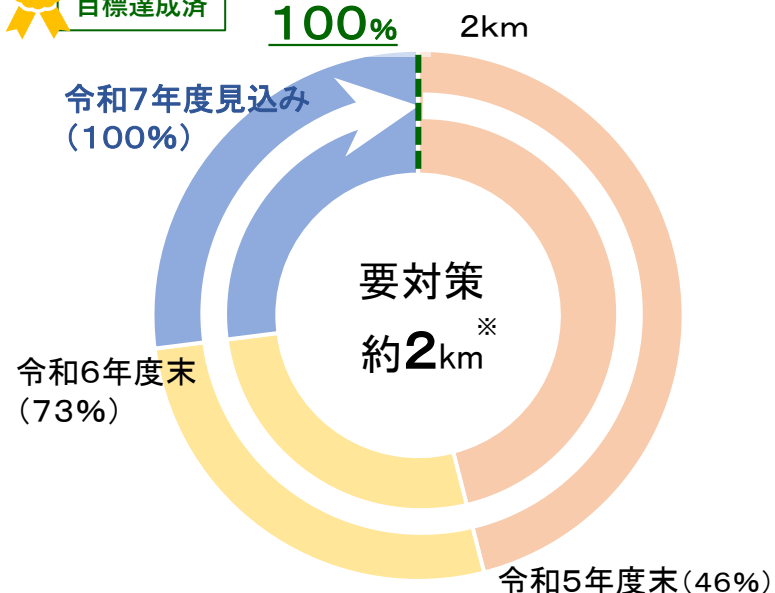 目標達成済
100%
2km
令和7年度見込み
(100%)
要対策
約2km※
令和6年度末
(73%)
令和5年度末(46%)